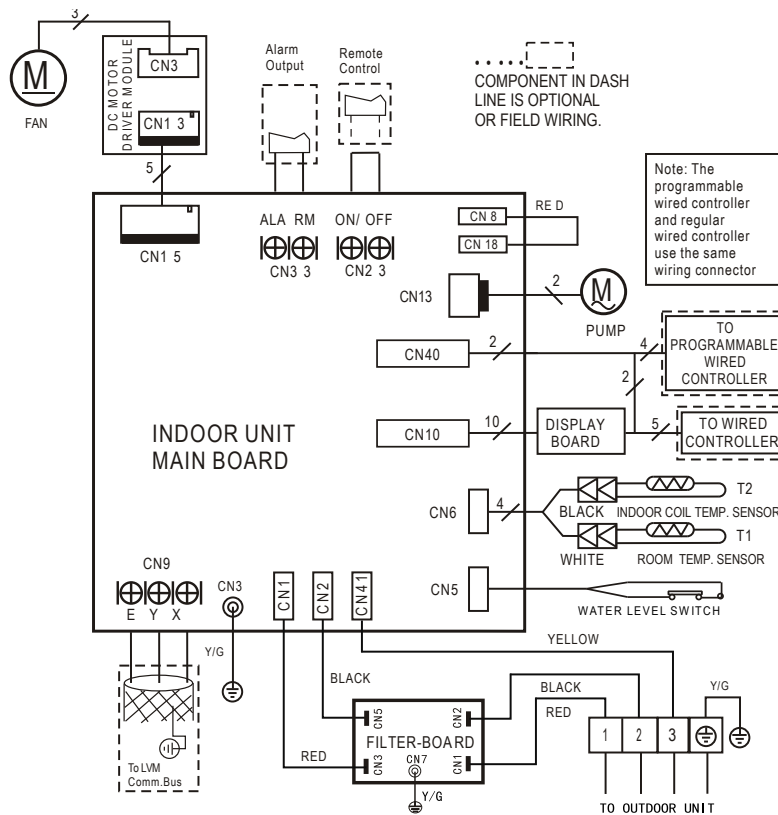 3
M
FAN
DC MOTOR
DRIVER MODULE
CN3
CN1 3
5
Alarm
Output
Remote
Control
COMPONENT IN DASH
LINE IS OPTIONAL
OR FIELD WIRING.
Note: The
programmable
wired controller
and regular
wired controller
use the same
wiring connector
CN1 5
ALA RM
CN3 3
ON/ OFF
CN2 3
CN 8
RE D
CN 18
CN13
2
M
PUMP
CN40
2
4
TO
PROGRAMMABLE
WIRED
CONTROLLER
2
CN10
10
DISPLAY
BOARD
5
TO WIRED
CONTROLLER
INDOOR UNIT
MAIN BOARD
CN6
4
T2
BLACK
INDOOR COIL TEMP. SENSOR
T1
WHITE
ROOM TEMP. SENSOR
CN5
WATER LEVEL SWITCH
CN9
E Y X
CN3
CN1
CN2
CN41
Y/G
To LVM
Comm.Bus
YELLOW
BLACK
RED
BLACK
RED
CN5
CN2
FILTER-BOARD
CN3
CN7
CN1
Y/G
Y/G
1 2 3
TO OUTDOOR UNIT